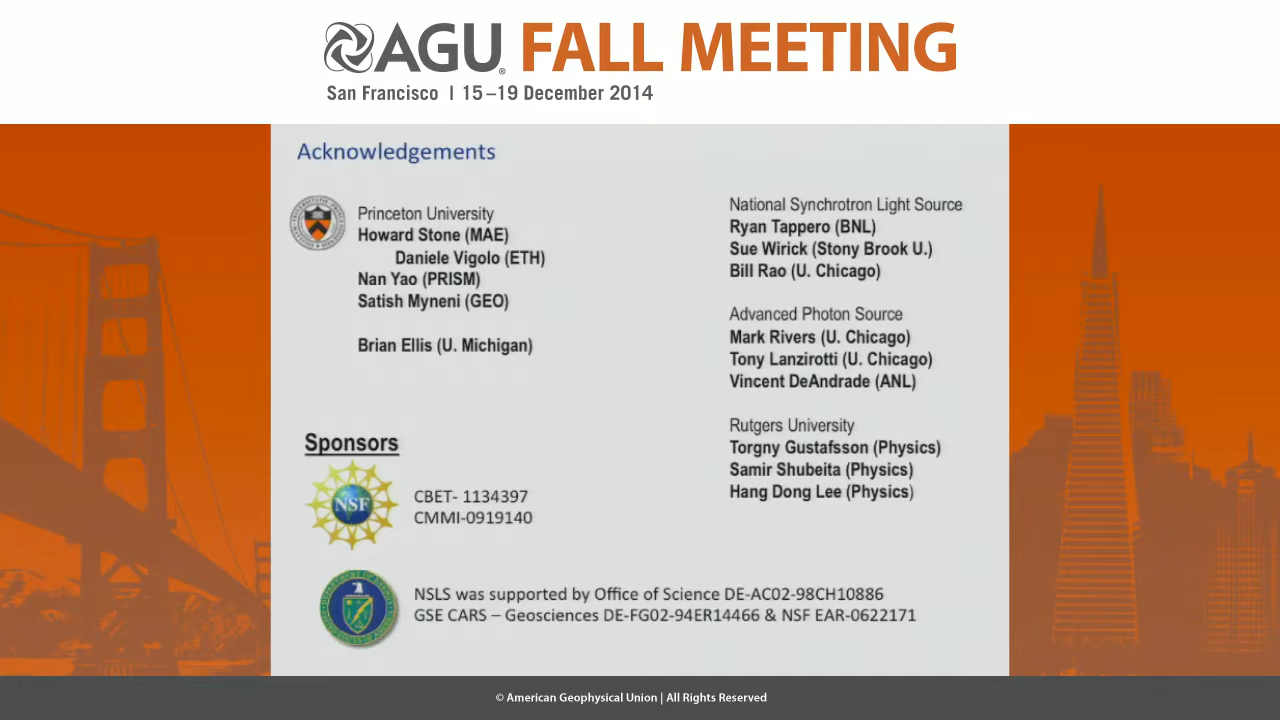 AGU® FALL MEETING
San Francisco | 15–19 December 2014
Acknowledgements
Princeton University
Howard Stone (MAE)
Daniele Vigolo (ETH)
Nan Yao (PRISM)
Satish Myneni (GEO)
Brian Ellis (U. Michigan)
National Synchrotron Light Source
Ryan Tappero (BNL)
Sue Wirick (Stony Brook U.)
Bill Rao (U. Chicago)
Advanced Photon Source
Mark Rivers (U. Chicago)
Tony Lanzirotti (U. Chicago)
Vincent DeAndrade (ANL)
Rutgers University
Torgny Gustafsson (Physics)
Samir Shubeita (Physics)
Hang Dong Lee (Physics)
Sponsors
NSF
CBET- 1134397
CMMI-0919140
NSLS was supported by Office of Science DE-AC02-98CH10886
GSE CARS – Geosciences DE-FG02-94ER14466 & NSF EAR-0622171
© American Geophysical Union | All Rights Reserved